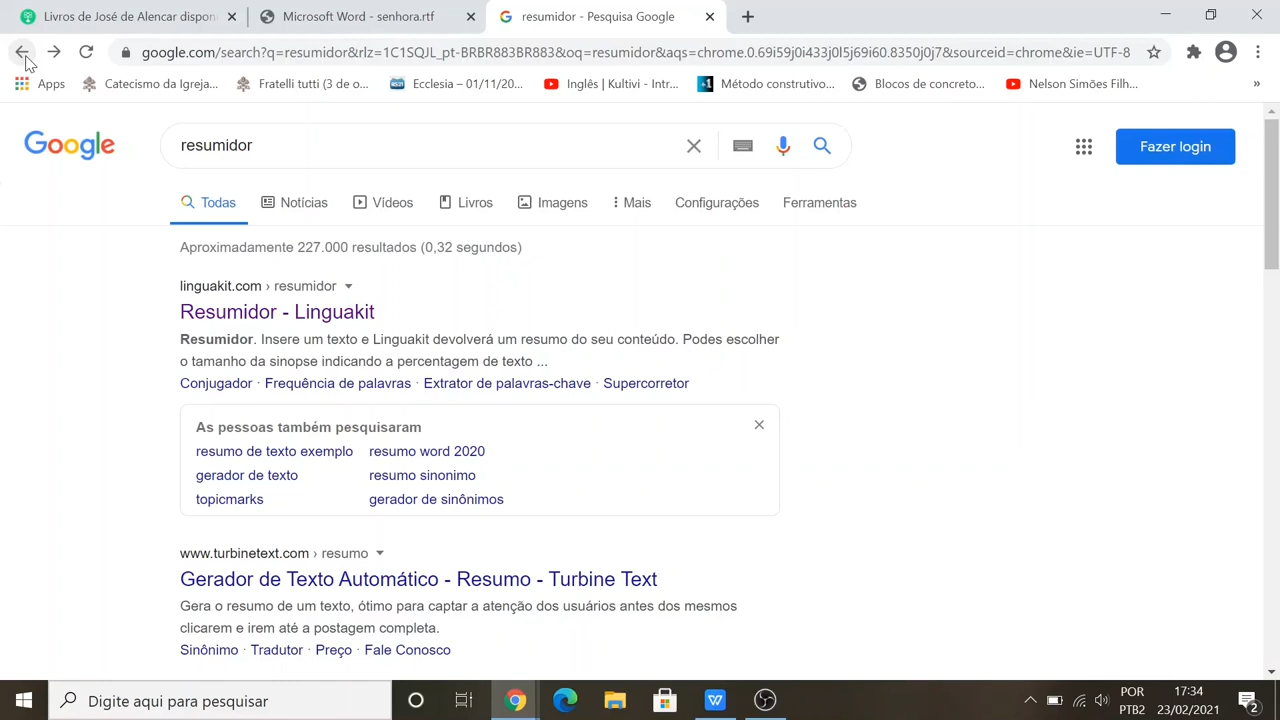 Livros de José de Alencar disponi
Microsoft Word - senhora.rtf
resumidor - Pesquisa Google
google.com/search?q=resumidor&rlz=1C1SQJL_pt-BRBR883BR883&oq=resumidor&aqs=chrome.0.69i59j0i433j0l5j69i60.8350j0j7&sourceid=chrome&ie=UTF-8
Apps
Catecismo da Igreja...
Fratelli tutti (3 de o...
Ecclesia – 01/11/20...
Inglês | Kultivi - Intr...
Método construtivo...
Blocos de concreto...
Nelson Simões Filh...
»
Google
resumidor
Fazer login
Todas
Notícias
Vídeos
Livros
Imagens
Mais
Configurações
Ferramentas
Aproximadamente 227.000 resultados (0,32 segundos)
linguakit.com › resumidor
Resumidor - Linguakit
Resumidor. Insere um texto e Linguakit devolverá um resumo do seu conteúdo. Podes escolher
o tamanho da sinopse indicando a percentagem de texto ...
Conjugador · Frequência de palavras · Extrator de palavras-chave · Supercorretor
As pessoas também pesquisaram
resumo de texto exemplo
resumo word 2020
gerador de texto
resumo sinonimo
topicmarks
gerador de sinônimos
www.turbinetext.com › resumo
Gerador de Texto Automático - Resumo - Turbine Text
Gera o resumo de um texto, ótimo para captar a atenção dos usuários antes dos mesmos
clicarem e irem até a postagem completa.
Sinônimo · Tradutor · Preço · Fale Conosco
Digite aqui para pesquisar
POR
PTB2
17:34
23/02/2021
2